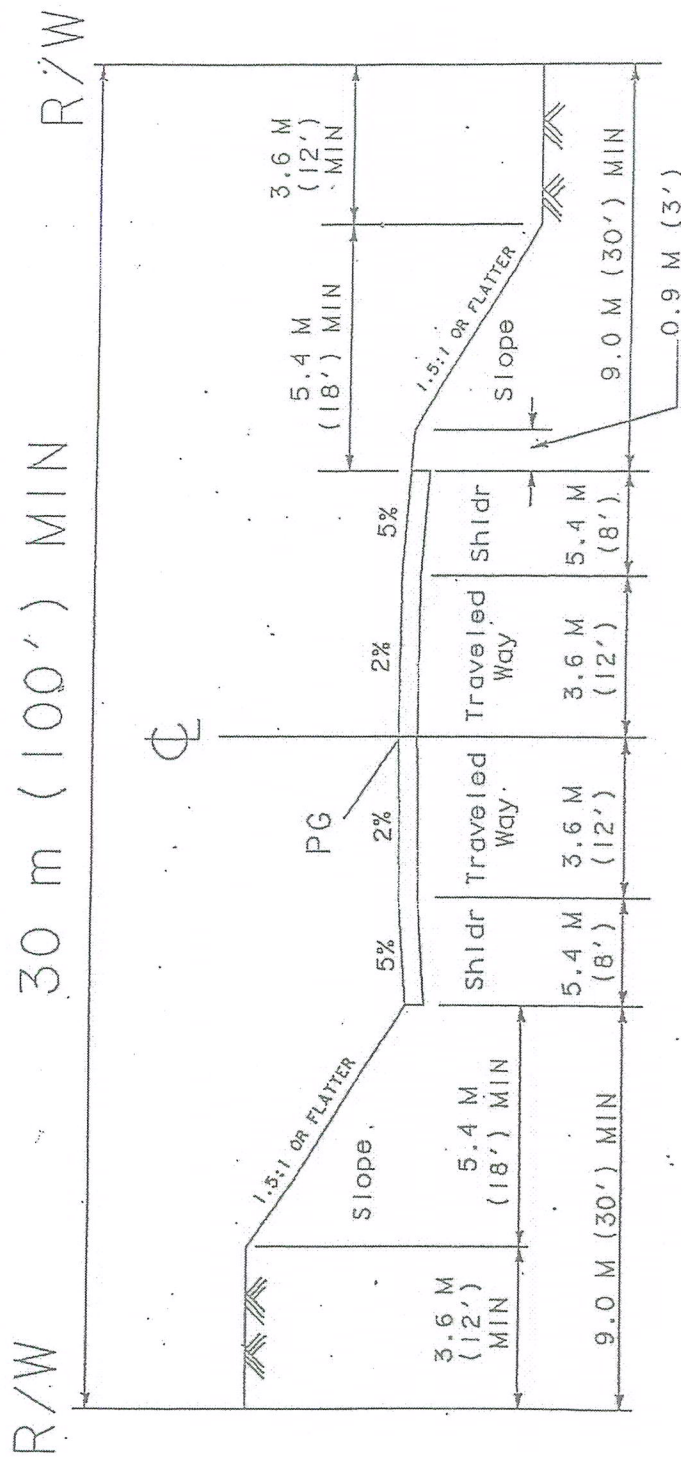 30 m (100') MIN
R/W
R/W
℄
PG
5%
2%
2%
5%
1.5:1 OR FLATTER
Slope
5.4 M
(18') MIN
3.6 M
(12')
MIN
9.0 M (30') MIN
Shldr
5.4 M
(8')
Traveled
Way
3.6 M
(12')
Traveled
Way
3.6 M
(12')
Shldr
5.4 M
(8')
5.4 M
(18') MIN
3.6 M
(12')
MIN
1.5:1 OR FLATTER
Slope
9.0 M (30') MIN
0.9 M (3')